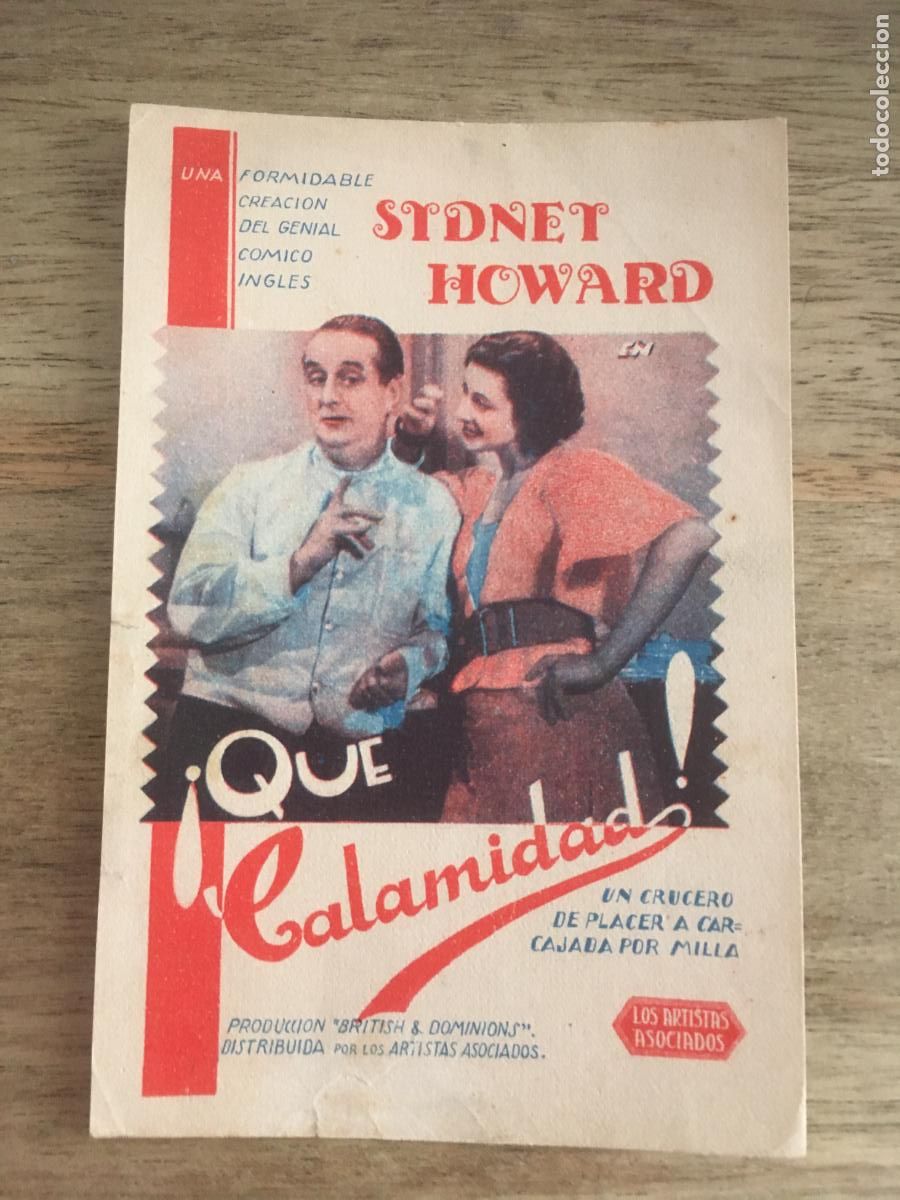 UNA FORMIDABLE
CREACION
DEL GENIAL
COMICO
INGLES
SYDNEY
HOWARD
EN
¡QUE
Calamidad!
UN CRUCERO
DE PLACER A CAR=
CAJADA POR MILLA
PRODUCCION "BRITISH & DOMINIONS".
DISTRIBUIDA POR LOS ARTISTAS ASOCIADOS.
LOS ARTISTAS
ASOCIADOS
todocoleccion